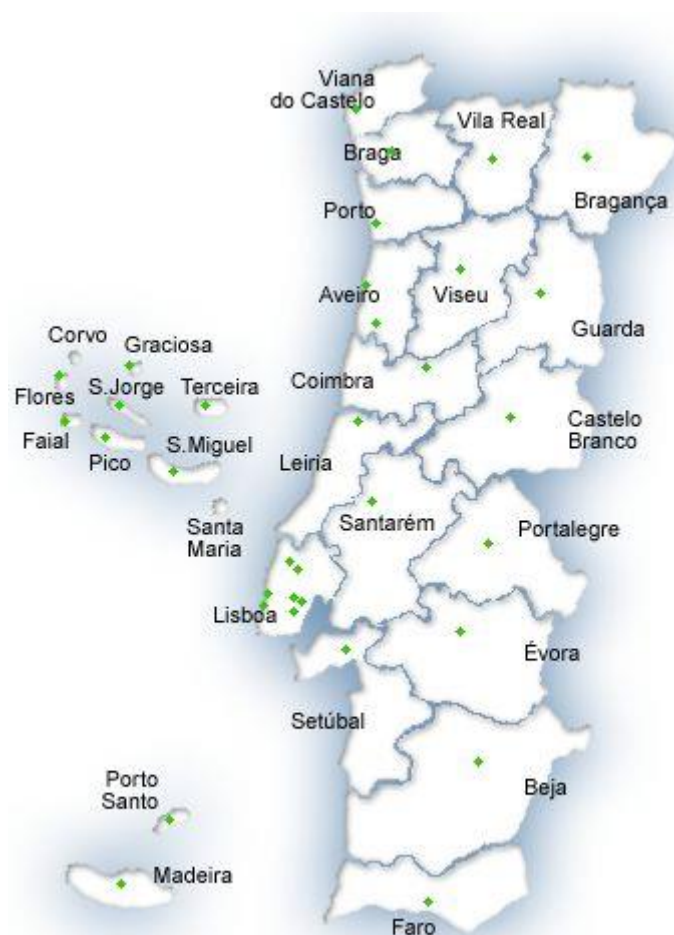 Viana
do Castelo
Vila Real
Braga
Bragança
Porto
Aveiro
Viseu
Guarda
Corvo
Graciosa
Coimbra
Flores
S.Jorge
Terceira
Faial
Pico
S.Miguel
Castelo
Branco
Leiria
Santa
Maria
Santarém
Portalegre
Lisboa
Évora
Setúbal
Beja
Porto
Santo
Madeira
Faro